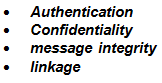 • Authentication
• Confidentiality
• message integrity
• linkage